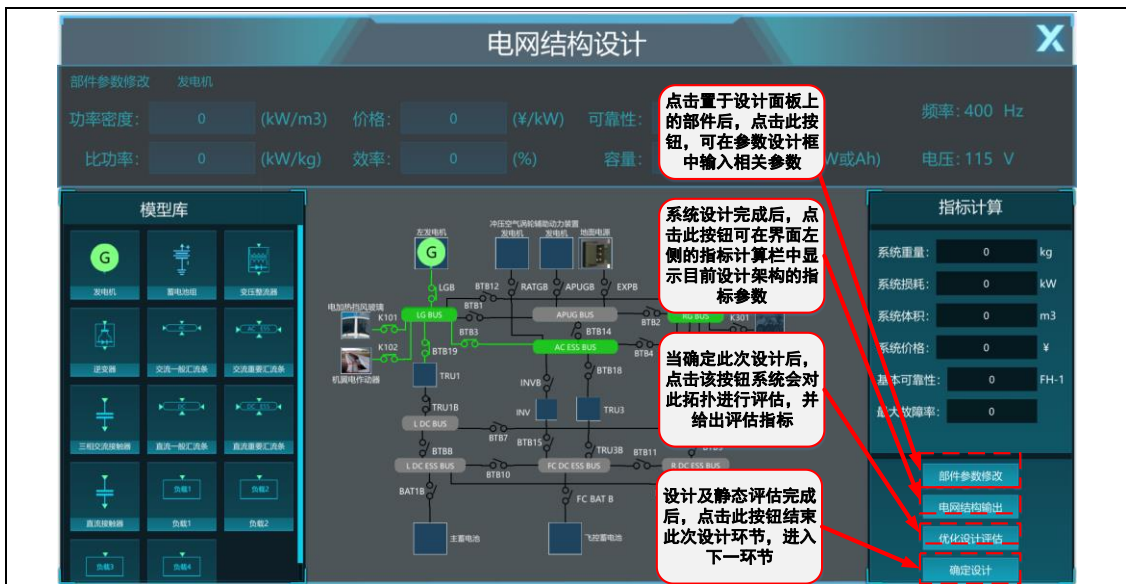 电网结构设计
X
部件参数修改 发电机
功率密度: 0 (kW/m3) 价格: 0 (¥/kW) 可靠性: 频率:400 Hz
比功率: 0 (kW/kg) 效率: 0 (%) 容量: W或Ah) 电压:115 V
点击置于设计面板上
的部件后，点击此按
钮，可在参数设计框
中输入相关参数
模型库
G
发电机
蓄电池组
变压整流器
逆变器
AC
交流一般汇流条
AC ESS
交流重要汇流条
三相交流接触器
DC
直流一般汇流条
DC ESS
直流重要汇流条
直流接触器
负载1
负载1
负载2
负载2
负载3
负载4
左发电机
G
冲压空气涡轮辅助动力装置
发电机 发电机 地面电源
LGB BTB12 RATGB APUGB EXPB
电加热挡风玻璃
K101 LG BUS BTB1 APUG BUS BTB2 RG BUS K301
BTB3 BTB14
K102 BTB19 AC ESS BUS BTB4
机翼电作动器
TRU1 INVB BTB18
TRU1B INV TRU3
L DC BUS
BTB7 BTB15
BTB8 TRU3B BTB11 BTB9
L DC ESS BUS BTB10 FC DC ESS BUS R DC ESS BUS
BAT1B FC BAT B
主蓄电池 飞控蓄电池
系统设计完成后，点
击此按钮可在界面左
侧的指标计算栏中显
示目前设计架构的指
标参数
当确定此次设计后，
点击该按钮系统会对
此拓扑进行评估，并
给出评估指标
设计及静态评估完成
后，点击此按钮结束
此次设计环节，进入
下一环节
指标计算
系统重量: 0 kg
系统损耗: 0 kW
系统体积: 0 m3
系统价格: 0 ¥
基本可靠性: 0 FH-1
最大故障率: 0
部件参数修改
电网结构输出
优化设计评估
确定设计